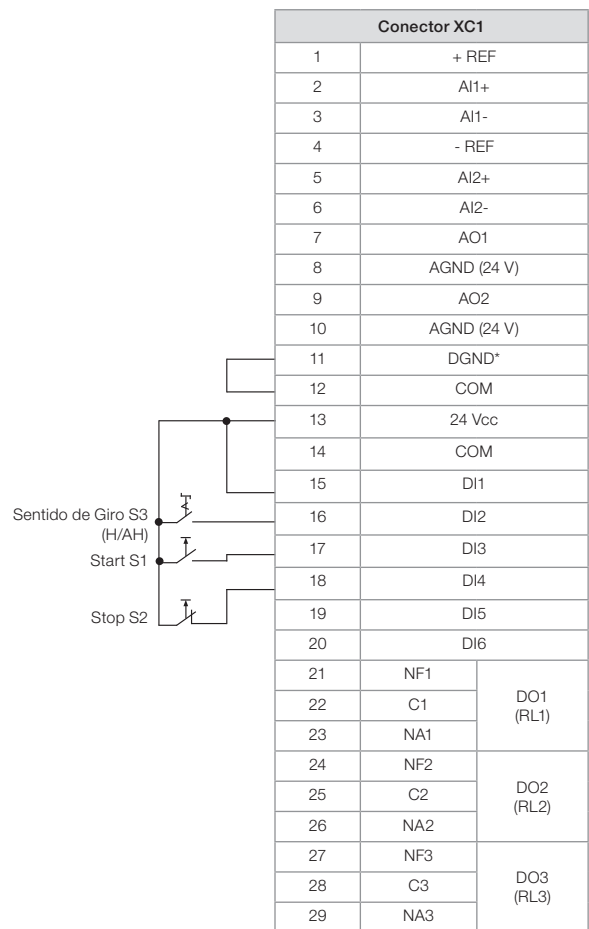 Conector XC1
1 + REF
2 AI1+
3 AI1-
4 - REF
5 AI2+
6 AI2-
7 AO1
8 AGND (24 V)
9 AO2
10 AGND (24 V)
11 DGND*
12 COM
13 24 Vcc
14 COM
15 DI1
Sentido de Giro S3
(H/AH)
16 DI2
Start S1
17 DI3
18 DI4
Stop S2
19 DI5
20 DI6
21 NF1
22 C1
23 NA1
DO1
(RL1)
24 NF2
25 C2
26 NA2
DO2
(RL2)
27 NF3
28 C3
29 NA3
DO3
(RL3)